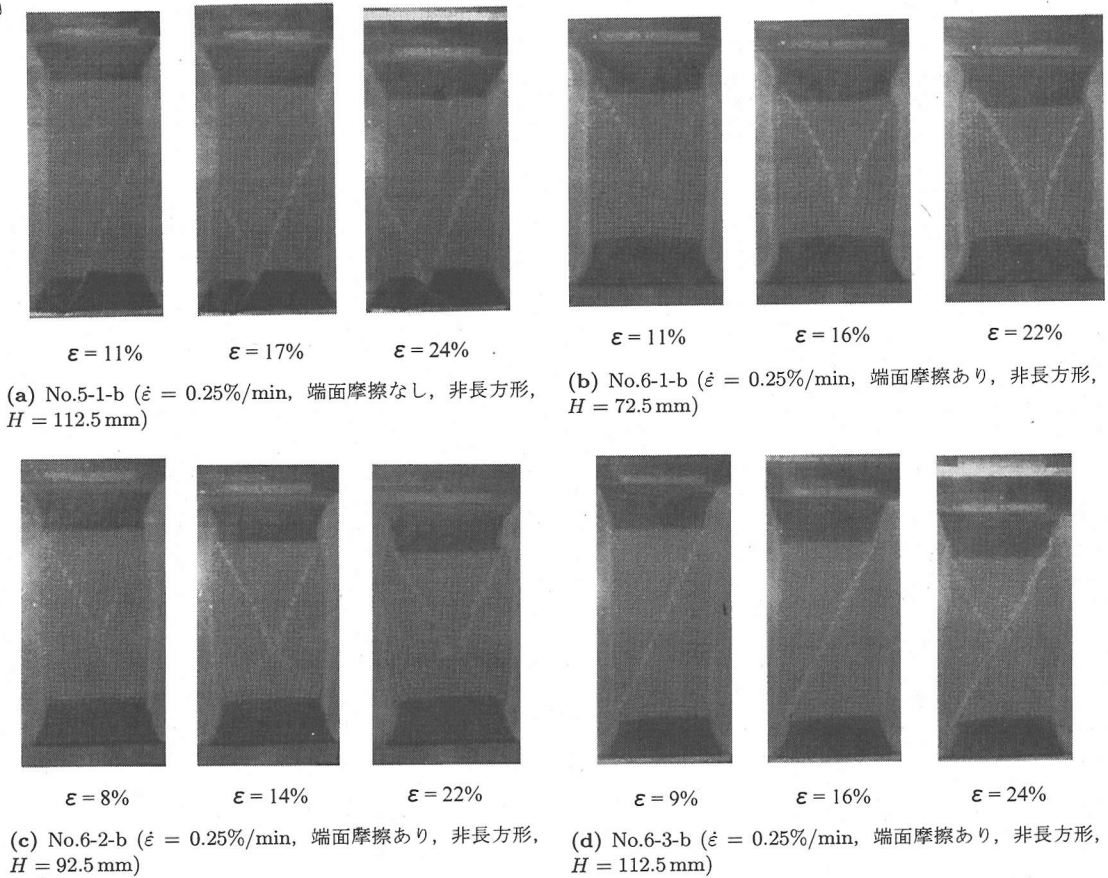 ε = 11%
ε = 17%
ε = 24%
(a) No.5-1-b (ε̇ = 0.25%/min, 端面摩擦なし, 非長方形,
H = 112.5 mm)
ε = 11%
ε = 16%
ε = 22%
(b) No.6-1-b (ε̇ = 0.25%/min, 端面摩擦あり, 非長方形,
H = 72.5 mm)
ε = 8%
ε = 14%
ε = 22%
(c) No.6-2-b (ε̇ = 0.25%/min, 端面摩擦あり, 非長方形,
H = 92.5 mm)
ε = 9%
ε = 16%
ε = 24%
(d) No.6-3-b (ε̇ = 0.25%/min, 端面摩擦あり, 非長方形,
H = 112.5 mm)